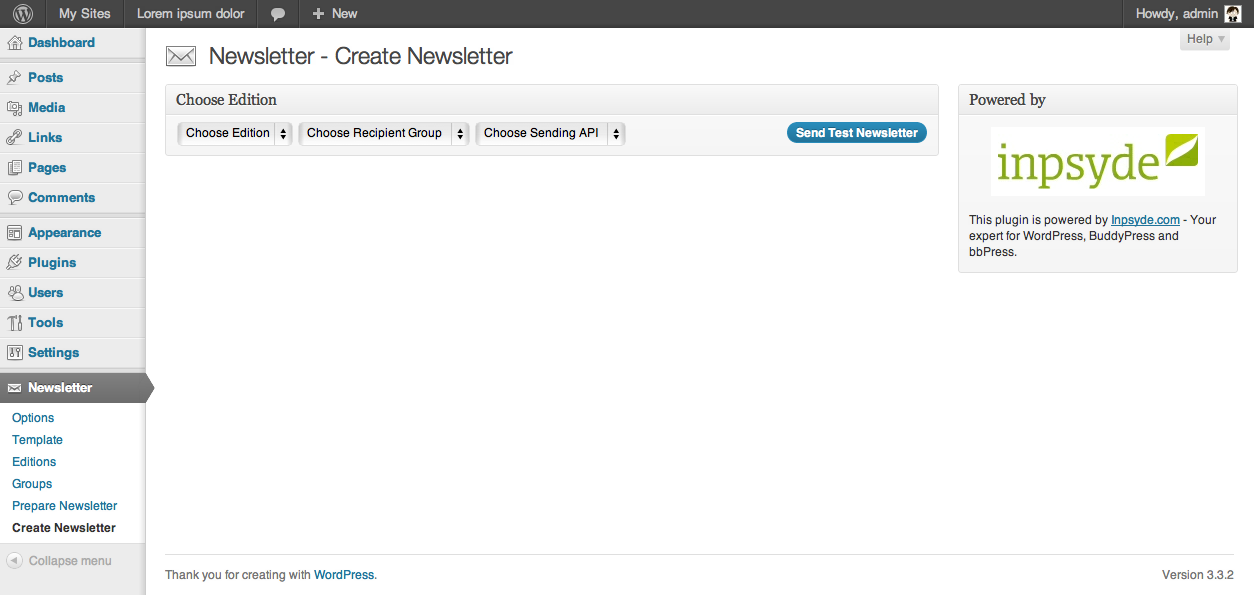 My Sites Lorem ipsum dolor + New Howdy, admin
Dashboard
Posts
Media
Links
Pages
Comments
Appearance
Plugins
Users
Tools
Settings
Newsletter
Options
Template
Editions
Groups
Prepare Newsletter
Create Newsletter
Collapse menu
Help
Newsletter - Create Newsletter
Choose Edition
Choose Edition Choose Recipient Group Choose Sending API Send Test Newsletter
Powered by
inpsyde
This plugin is powered by Inpsyde.com - Your
expert for WordPress, BuddyPress and
bbPress.
Thank you for creating with WordPress. Version 3.3.2